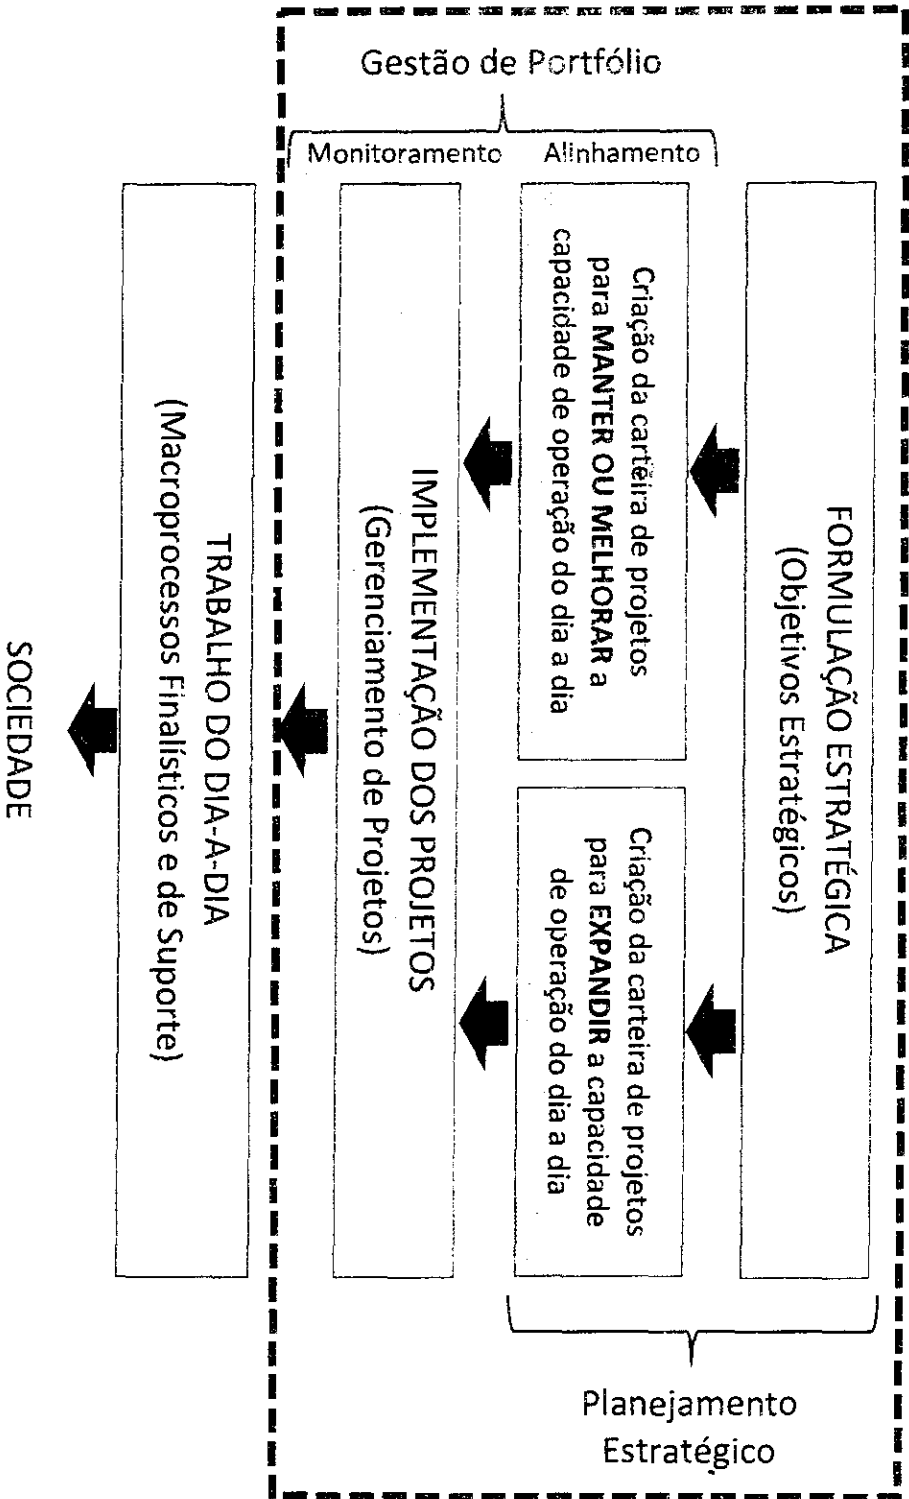 Gestão de Portfólio
Monitoramento
Alinhamento
FORMULAÇÃO ESTRATÉGICA
(Objetivos Estratégicos)
Planejamento
Estratégico
Criação da carteira de projetos
para MANTER OU MELHORAR a
capacidade de operação do dia a dia
Criação da carteira de projetos
para EXPANDIR a capacidade
de operação do dia a dia
IMPLEMENTAÇÃO DOS PROJETOS
(Gerenciamento de Projetos)
TRABALHO DO DIA-A-DIA
(Macroprocessos Finalísticos e de Suporte)
SOCIEDADE